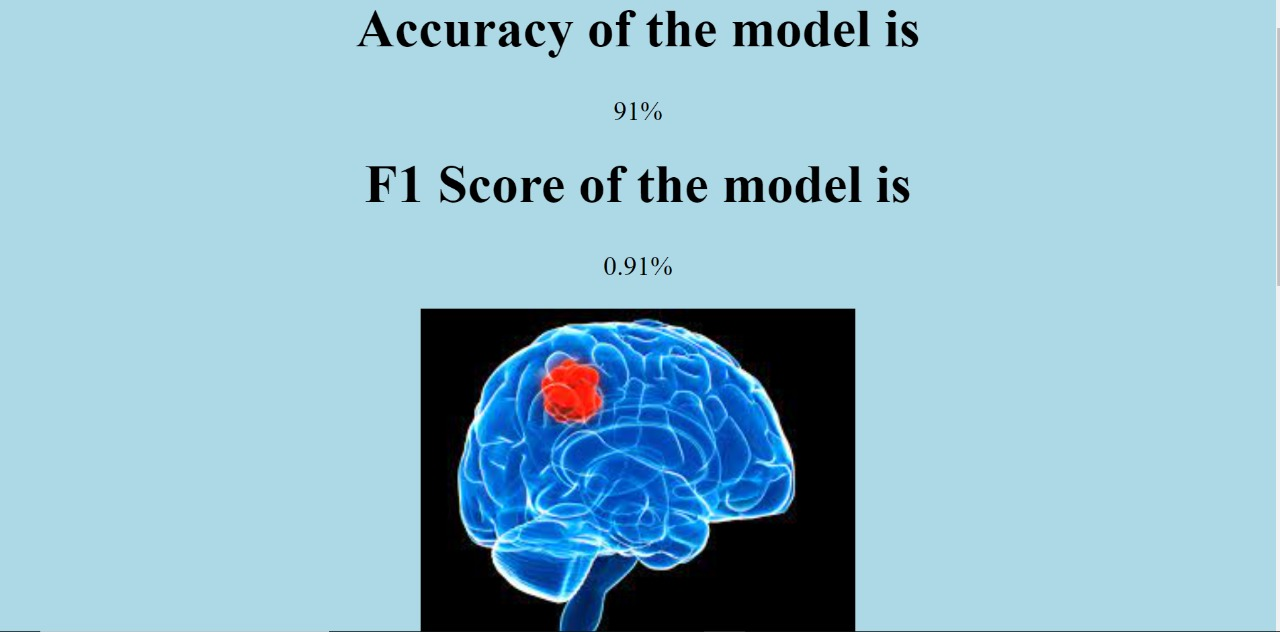 Accuracy of the model is
91%
F1 Score of the model is
0.91%